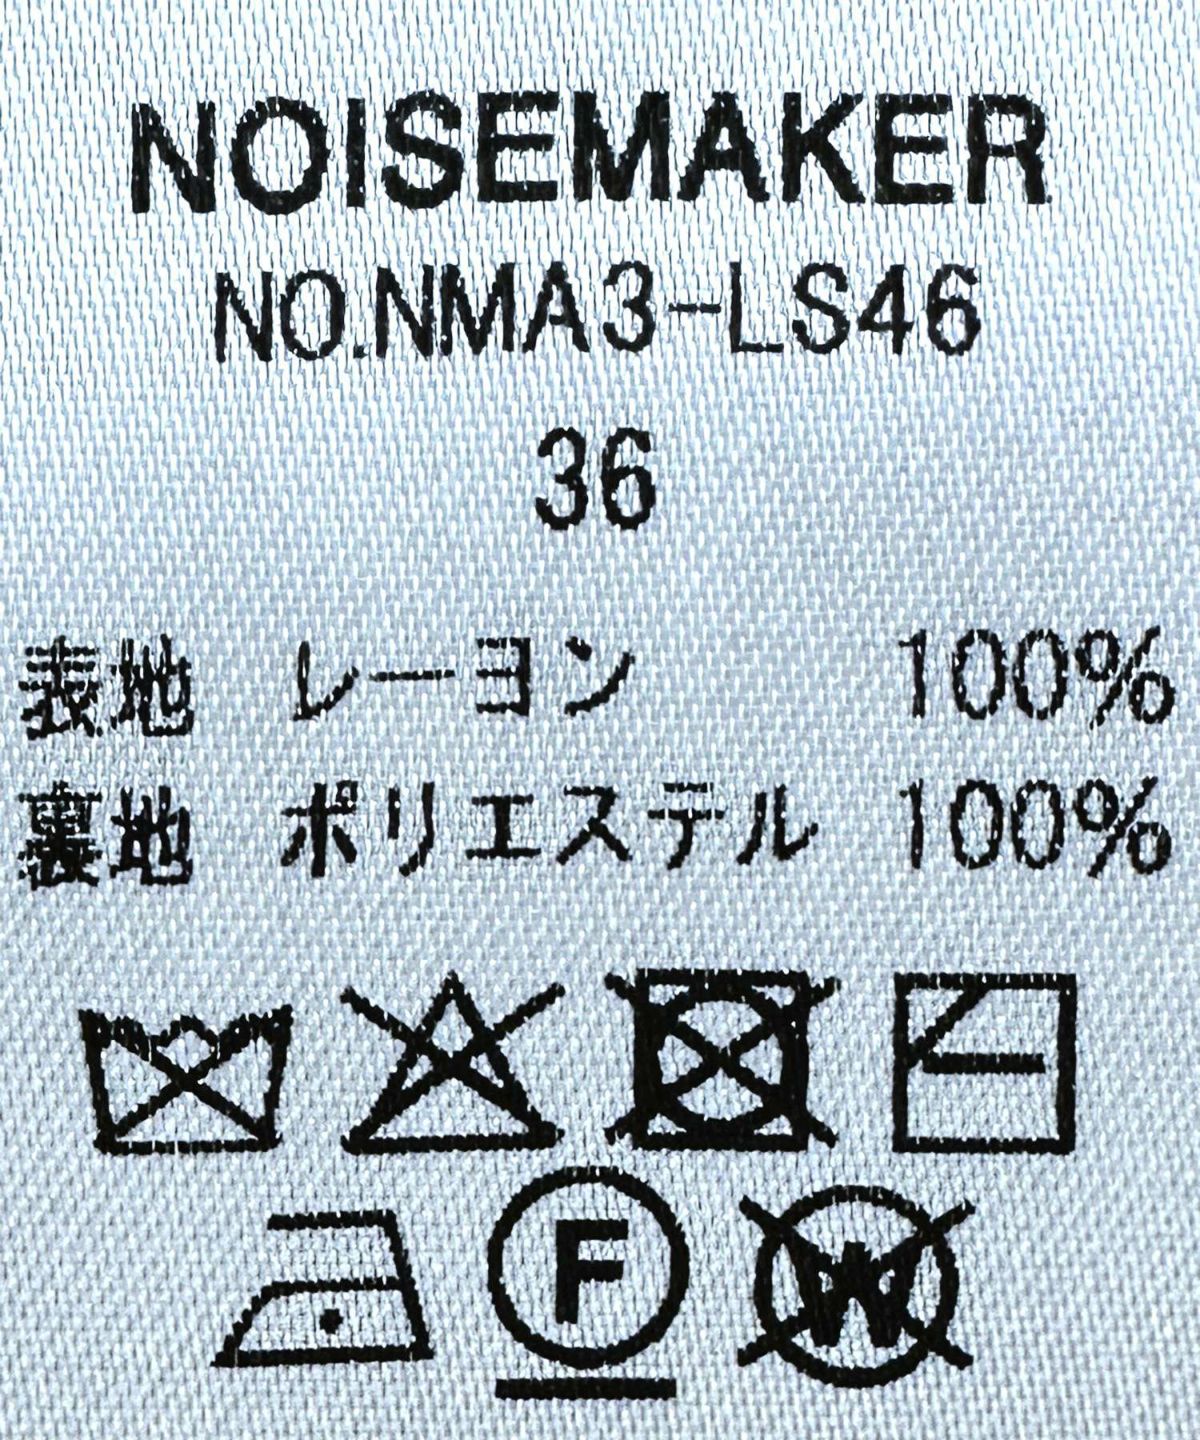 NOISEMAKER
NO.NMA3-LS46
36
表地 レーヨン 100%
裏地 ポリエステル 100%
F
W